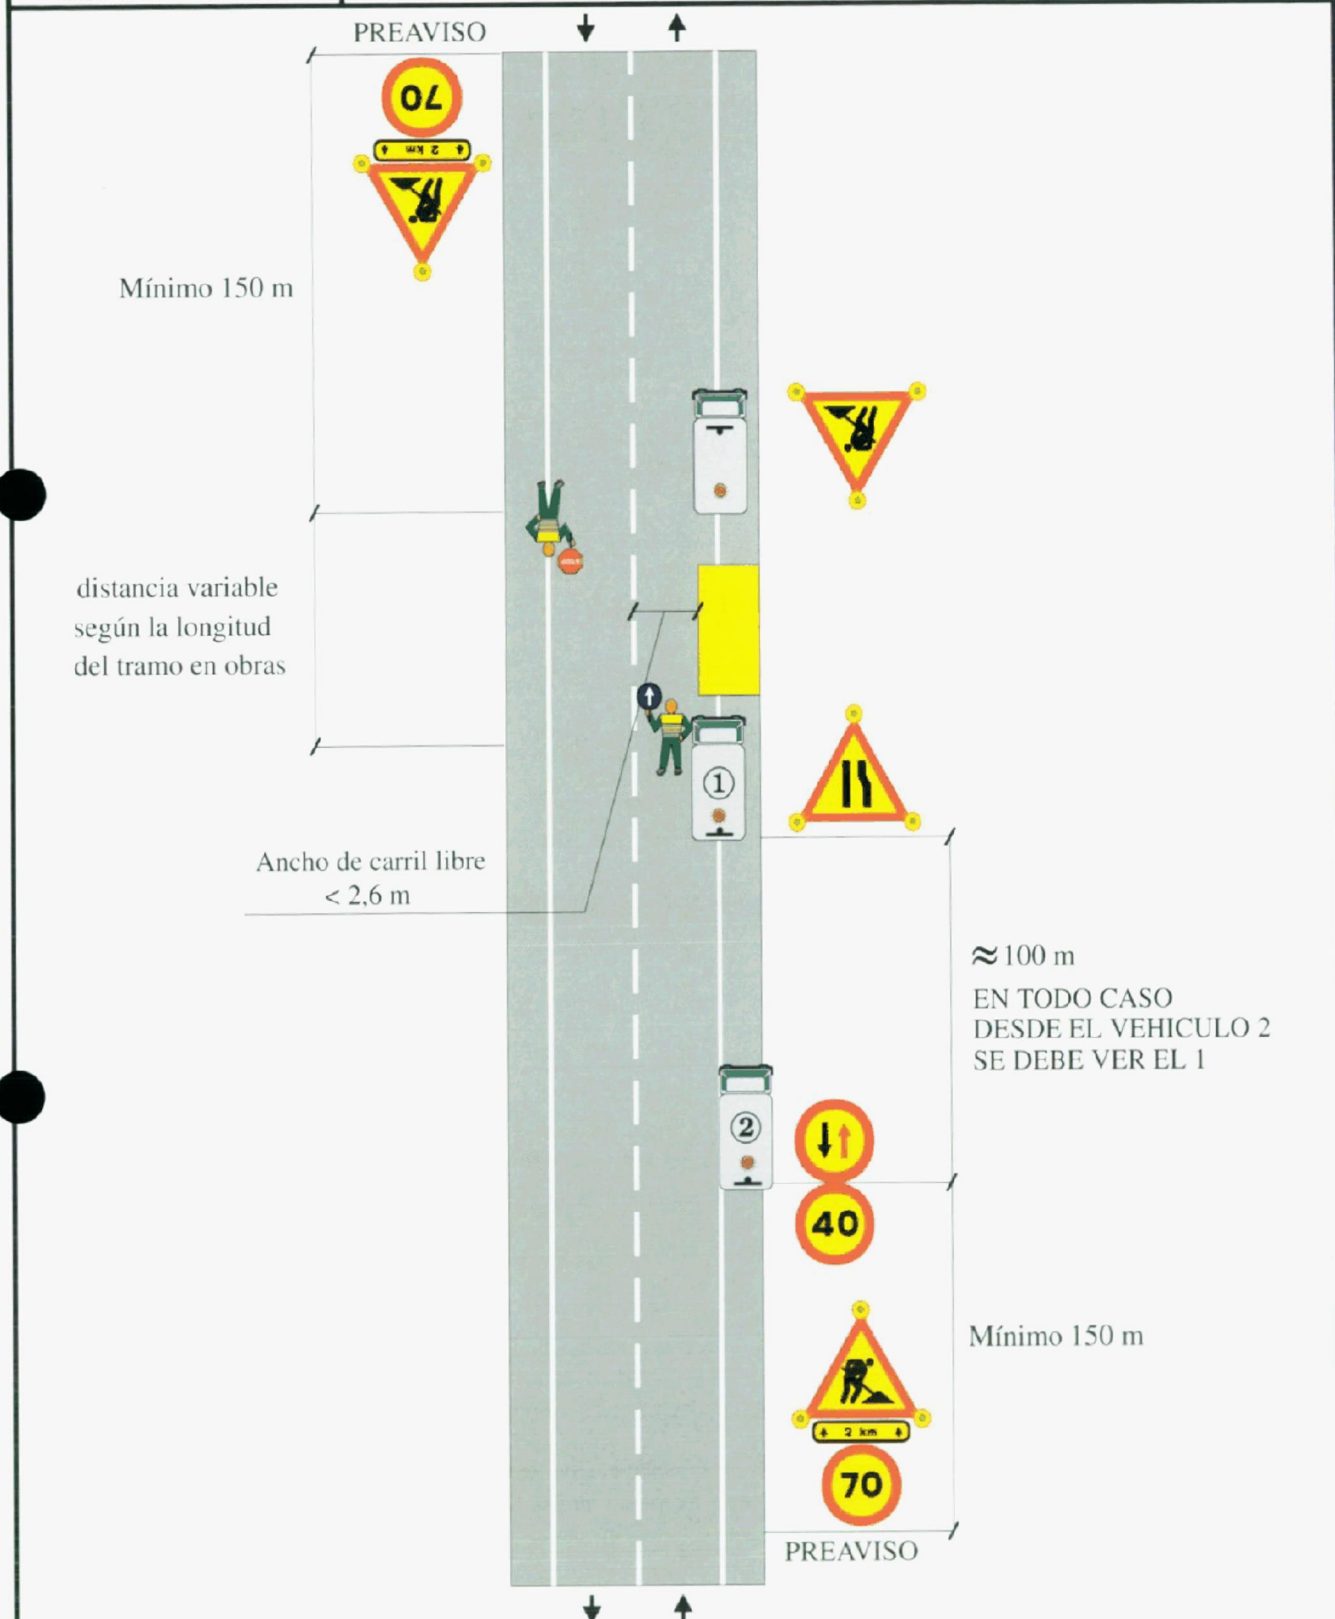 PREAVISO
70
2 km
Mínimo 150 m
distancia variable
según la longitud
del tramo en obras
1
Ancho de carril libre
< 2,6 m
≈100 m
EN TODO CASO
DESDE EL VEHICULO 2
SE DEBE VER EL 1
2
40
Mínimo 150 m
2 km
70
PREAVISO